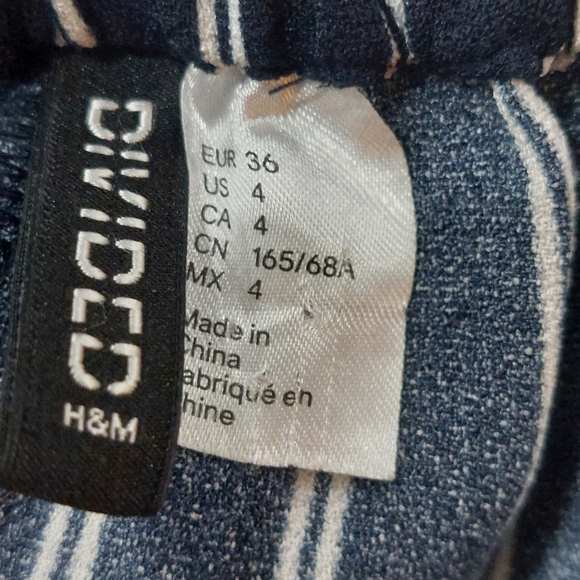 DIVIDED
H&M
EUR 36
US 4
CA 4
CN 165/68A
MX 4
Made in
China
abriqué en
hine